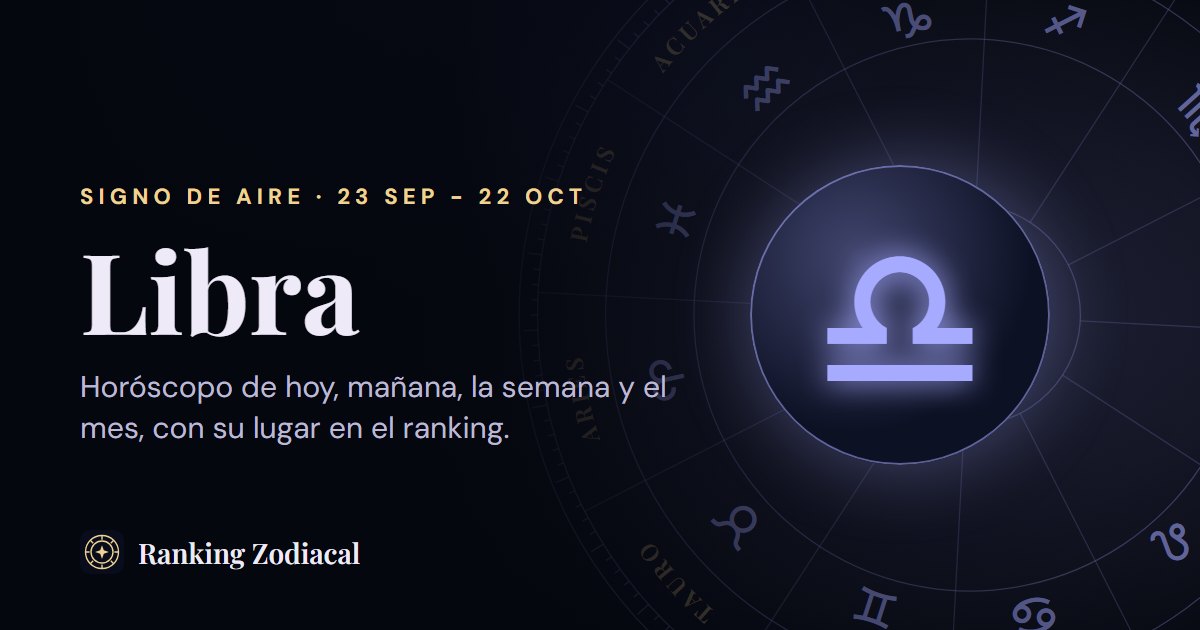 SIGNO DE AIRE · 23 SEP – 22 OCT
Libra
Horóscopo de hoy, mañana, la semana y el
mes, con su lugar en el ranking.
Ranking Zodiacal
ACUAR
PISCIS
ARIES
TAURO